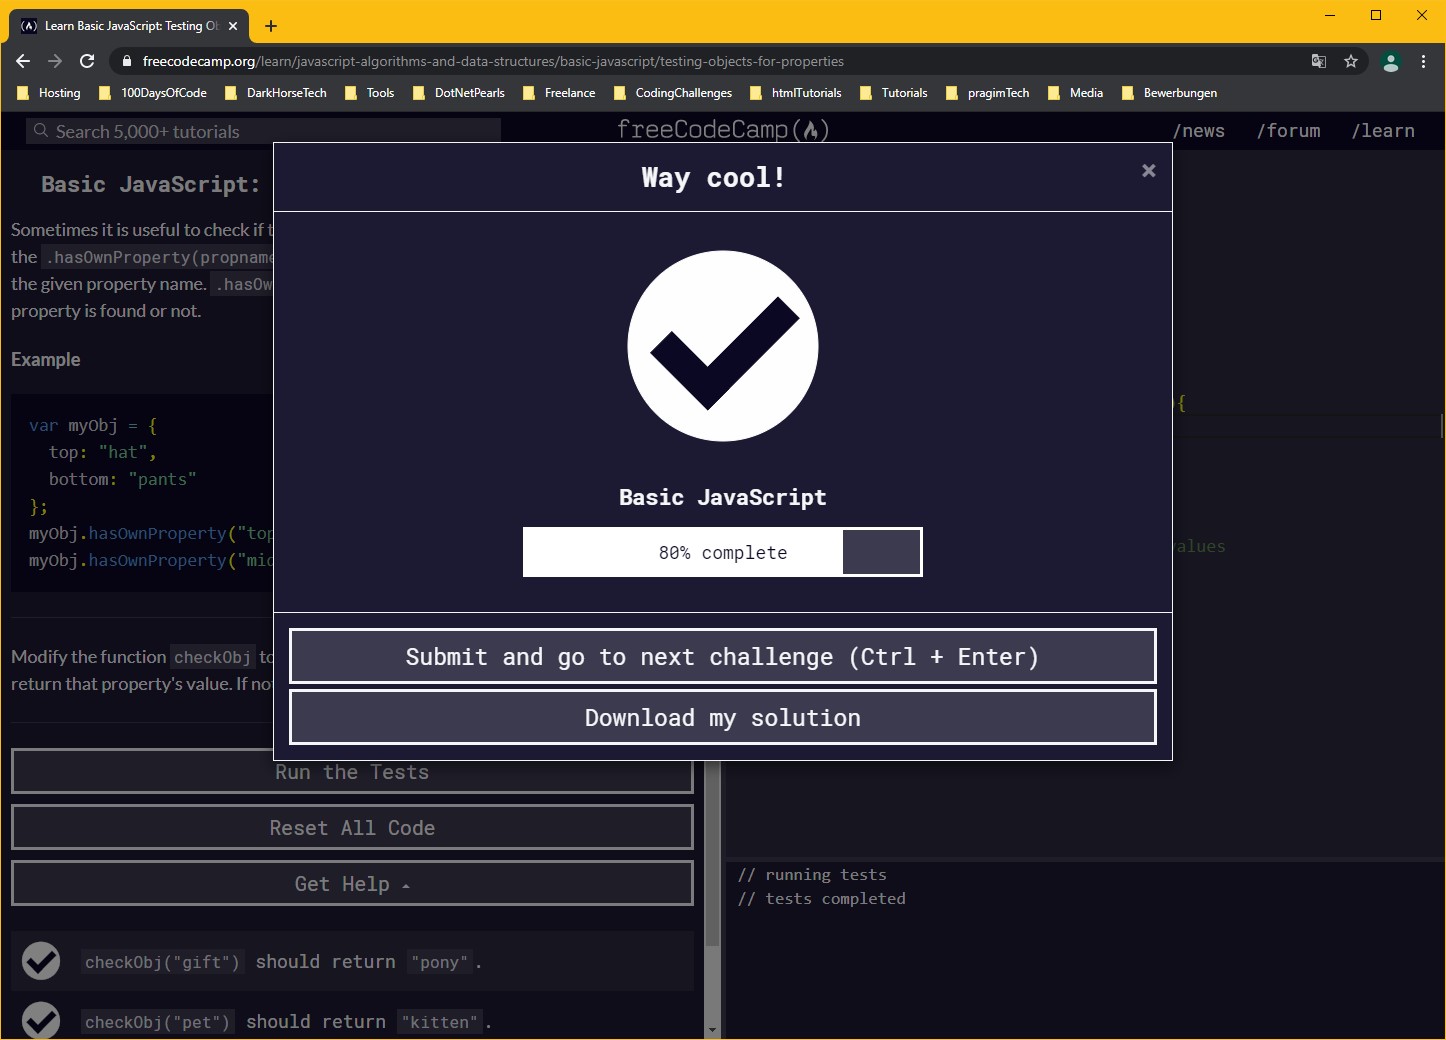 Learn Basic JavaScript: Testing Ob
freecodecamp.org/learn/javascript-algorithms-and-data-structures/basic-javascript/testing-objects-for-properties
Hosting 100DaysOfCode DarkHorseTech Tools DotNetPearls Freelance CodingChallenges htmlTutorials Tutorials pragimTech Media Bewerbungen
Search 5,000+ tutorials freeCodeCamp /news /forum /learn
Way cool! ×
Basic JavaScript:
Sometimes it is useful to check if t
the .hasOwnProperty(propname
the given property name. .hasOw
property is found or not.
Example
var myObj = {
top: "hat",
bottom: "pants"
};
myObj.hasOwnProperty("top
myObj.hasOwnProperty("mid
Modify the function checkObj to
return that property's value. If no
Basic JavaScript
80% complete
Submit and go to next challenge (Ctrl + Enter)
Download my solution
){
values
Run the Tests
Reset All Code
Get Help
checkObj("gift") should return "pony".
checkObj("pet") should return "kitten".
// running tests
// tests completed